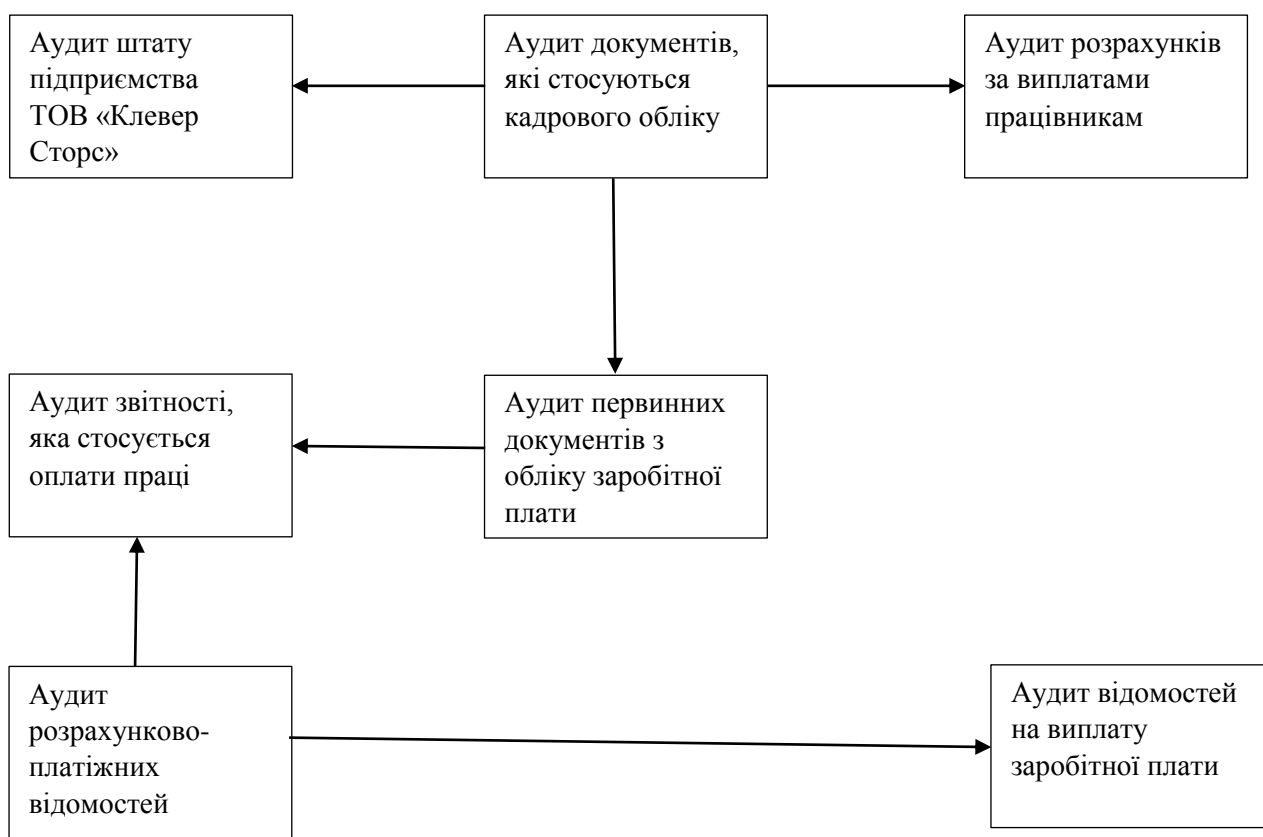 Аудит штату
підприємства
ТОВ «Клевер
Сторс»
Аудит документів,
які стосуються
кадрового обліку
Аудит розрахунків
за виплатами
працівникам
Аудит звітності,
яка стосується
оплати праці
Аудит первинних
документів з
обліку заробітної
плати
Аудит
розрахунково-
платіжних
відомостей
Аудит відомостей
на виплату
заробітної плати